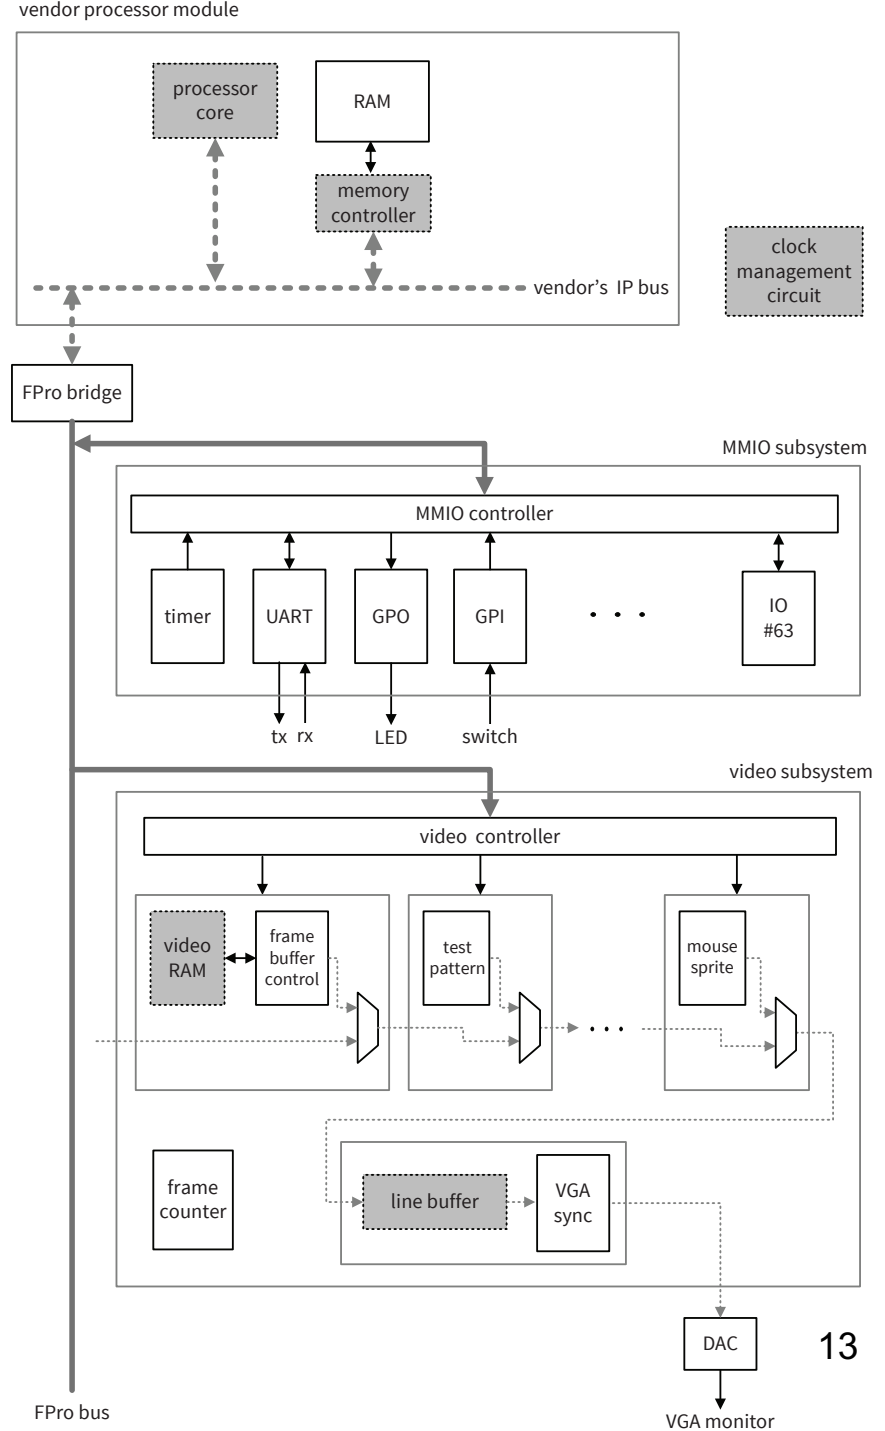 vendor processor module
processor
core
RAM
memory
controller
clock
management
circuit
vendor's IP bus
FPro bridge
MMIO subsystem
MMIO controller
timer
UART
GPO
GPI
. . .
IO
#63
tx rx
LED
switch
video subsystem
video controller
video
RAM
frame
buffer
control
test
pattern
mouse
sprite
. . .
frame
counter
line buffer
VGA
sync
DAC
13
FPro bus
VGA monitor